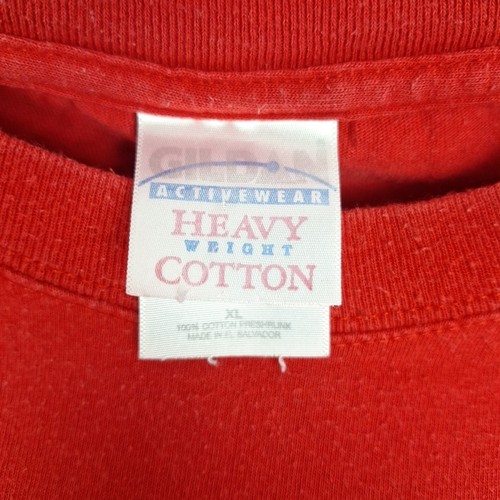 GILDAN
ACTIVEWEAR
HEAVY
WEIGHT
COTTON
XL
100% COTTON PRESHRUNK
MADE IN EL SALVADOR